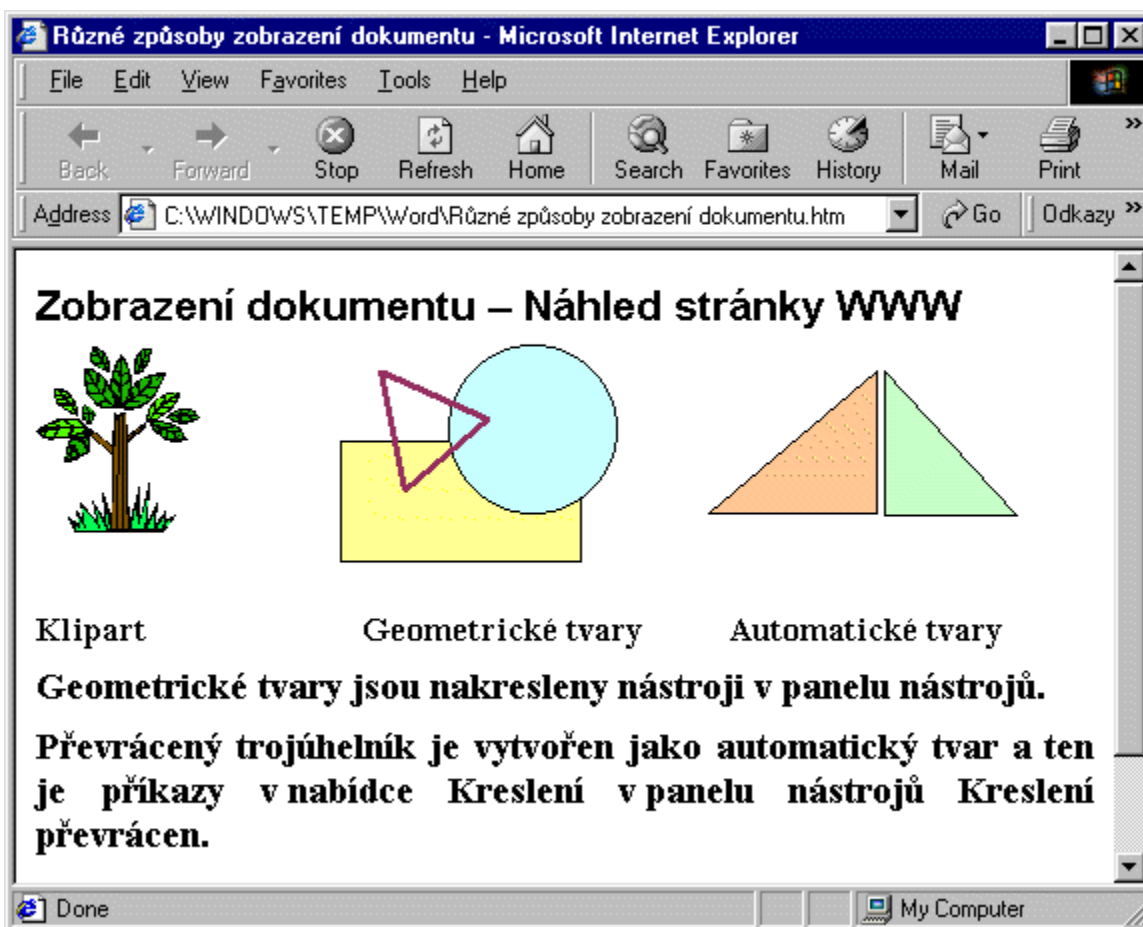 Různé způsoby zobrazení dokumentu - Microsoft Internet Explorer
File Edit View Favorites Tools Help
Back Forward Stop Refresh Home Search Favorites History Mail Print »
Address C:\WINDOWS\TEMP\Word\Různé způsoby zobrazení dokumentu.htm Go Odkazy »
Zobrazení dokumentu – Náhled stránky WWW
Klipart Geometrické tvary Automatické tvary
Geometrické tvary jsou nakresleny nástroji v panelu nástrojů.
Převrácený trojúhelník je vytvořen jako automatický tvar a ten
je příkazy v nabídce Kreslení v panelu nástrojů Kreslení
převrácen.
Done My Computer